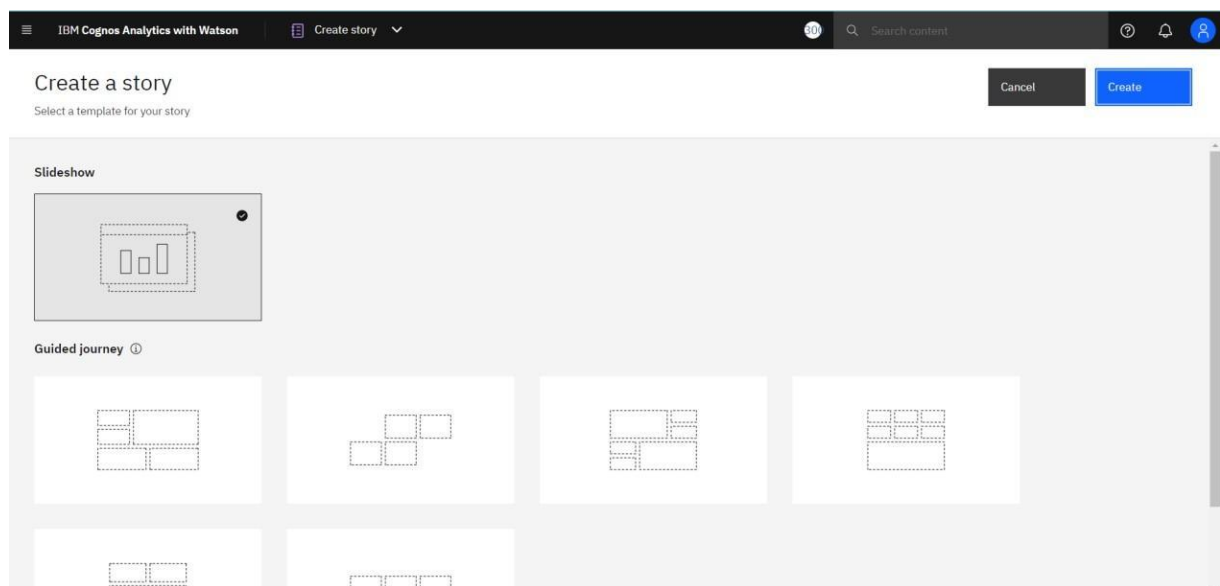 IBM Cognos Analytics with Watson
Create story
Search content
Create a story
Select a template for your story
Cancel
Create
Slideshow
Guided journey